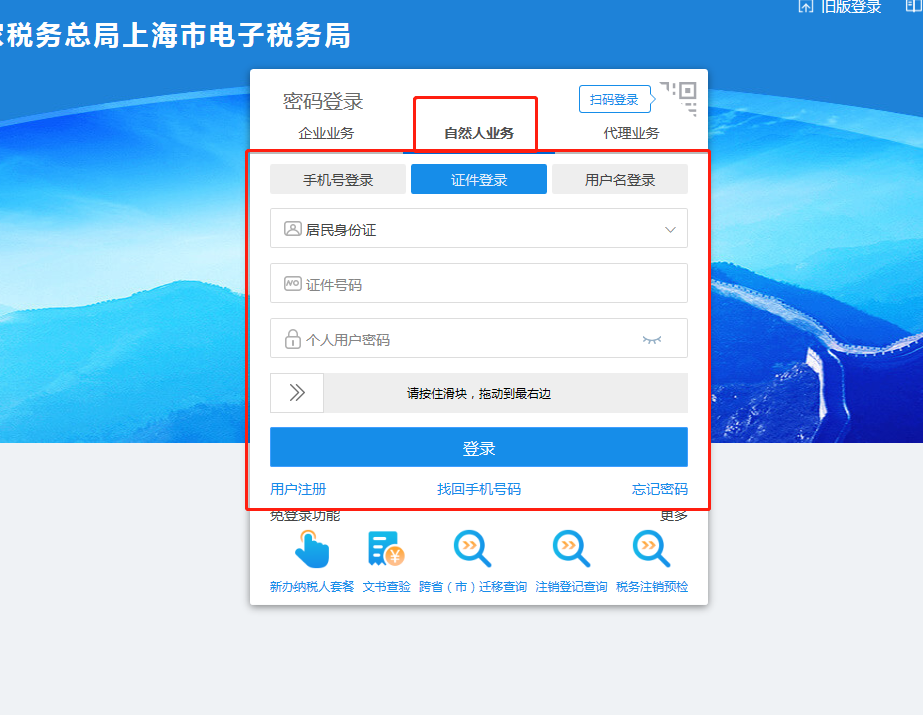 旧版登录
税务总局上海市电子税务局
密码登录
扫码登录
企业业务 自然人业务 代理业务
手机号登录 证件登录 用户名登录
居民身份证
NO 证件号码
个人用户密码
请按住滑块，拖动到最右边
登录
用户注册 找回手机号码 忘记密码
免登录功能 更多
新办纳税人套餐 文书查验 跨省（市）迁移查询 注销登记查询 税务注销预检